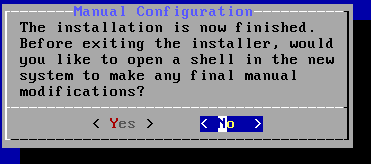 Manual Configuration
The installation is now finished.
Before exiting the installer, would
you like to open a shell in the new
system to make any final manual
modifications?
< Yes > < No >